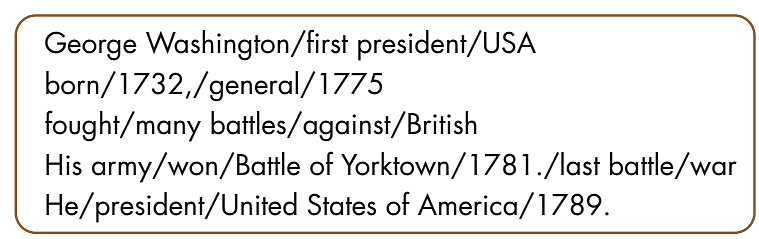 George Washington/first president/USA
born/1732,/general/1775
fought/many battles/against/British
His army/won/Battle of Yorktown/1781./last battle/war
He/president/United States of America/1789.